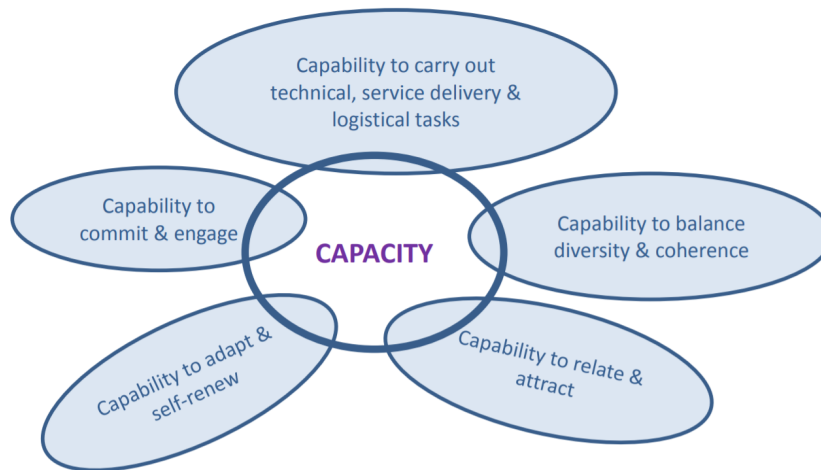 Capability to carry out
technical, service delivery &
logistical tasks
Capability to
commit & engage
CAPACITY
Capability to balance
diversity & coherence
Capability to adapt &
self-renew
Capability to relate &
attract